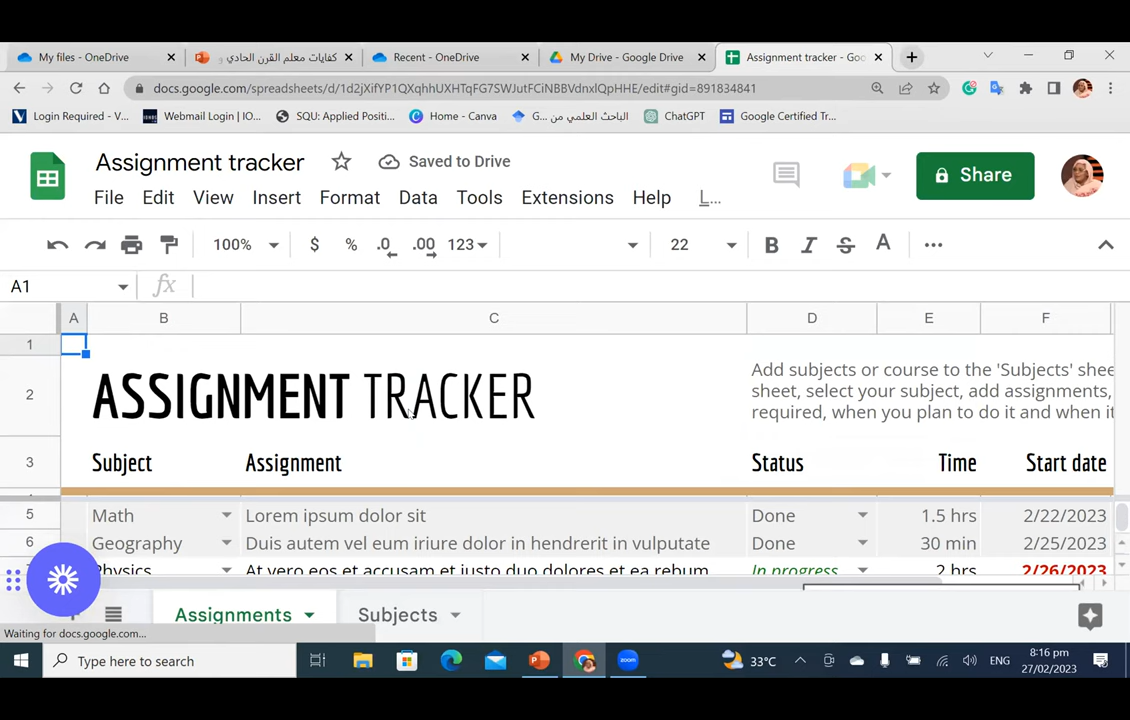 My files - OneDrive
كفايات معلم القرن الحادي و
Recent - OneDrive
My Drive - Google Drive
Assignment tracker - Goo
docs.google.com/spreadsheets/d/1d2jXifYP1QXqhhUXHTqFG7SWJutFCiNBBVdnxlQpHHE/edit#gid=891834841
Login Required - V...
Webmail Login | IO...
SQU: Applied Positi...
Home - Canva
الباحث العلمي من G...
ChatGPT
Google Certified Tr...
Assignment tracker
Saved to Drive
Share
File Edit View Insert Format Data Tools Extensions Help L...
100% $ % .0 .00 123 22 B I S A
A1 fx
A B C D E F
1
2 ASSIGNMENT TRACKER
Add subjects or course to the 'Subjects' shee
sheet, select your subject, add assignments,
required, when you plan to do it and when it
3 Subject Assignment Status Time Start date
5 Math Lorem ipsum dolor sit Done 1.5 hrs 2/22/2023
6 Geography Duis autem vel eum iriure dolor in hendrerit in vulputate Done 30 min 2/25/2023
Physics At vero eos et accusam et justo duo dolores et ea rebum. In progress 2 hrs 2/26/2023
Assignments Subjects
Waiting for docs.google.com...
Type here to search
33°C
ENG
8:16 pm
27/02/2023
zoom